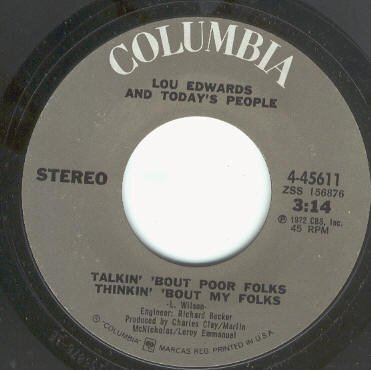 COLUMBIA
LOU EDWARDS
AND TODAY'S PEOPLE
STEREO
4-45611
ZSS 156876
3:14
℗ 1972 CBS, Inc.
45 RPM
TALKIN' 'BOUT POOR FOLKS
THINKIN' 'BOUT MY FOLKS
-L. Wilson-
Engineer: Richard Becker
Produced by Charles Clay/Marlin
McNicholas/Leroy Emmanuel
"COLUMBIA" MARCAS REG. PRINTED IN U.S.A.